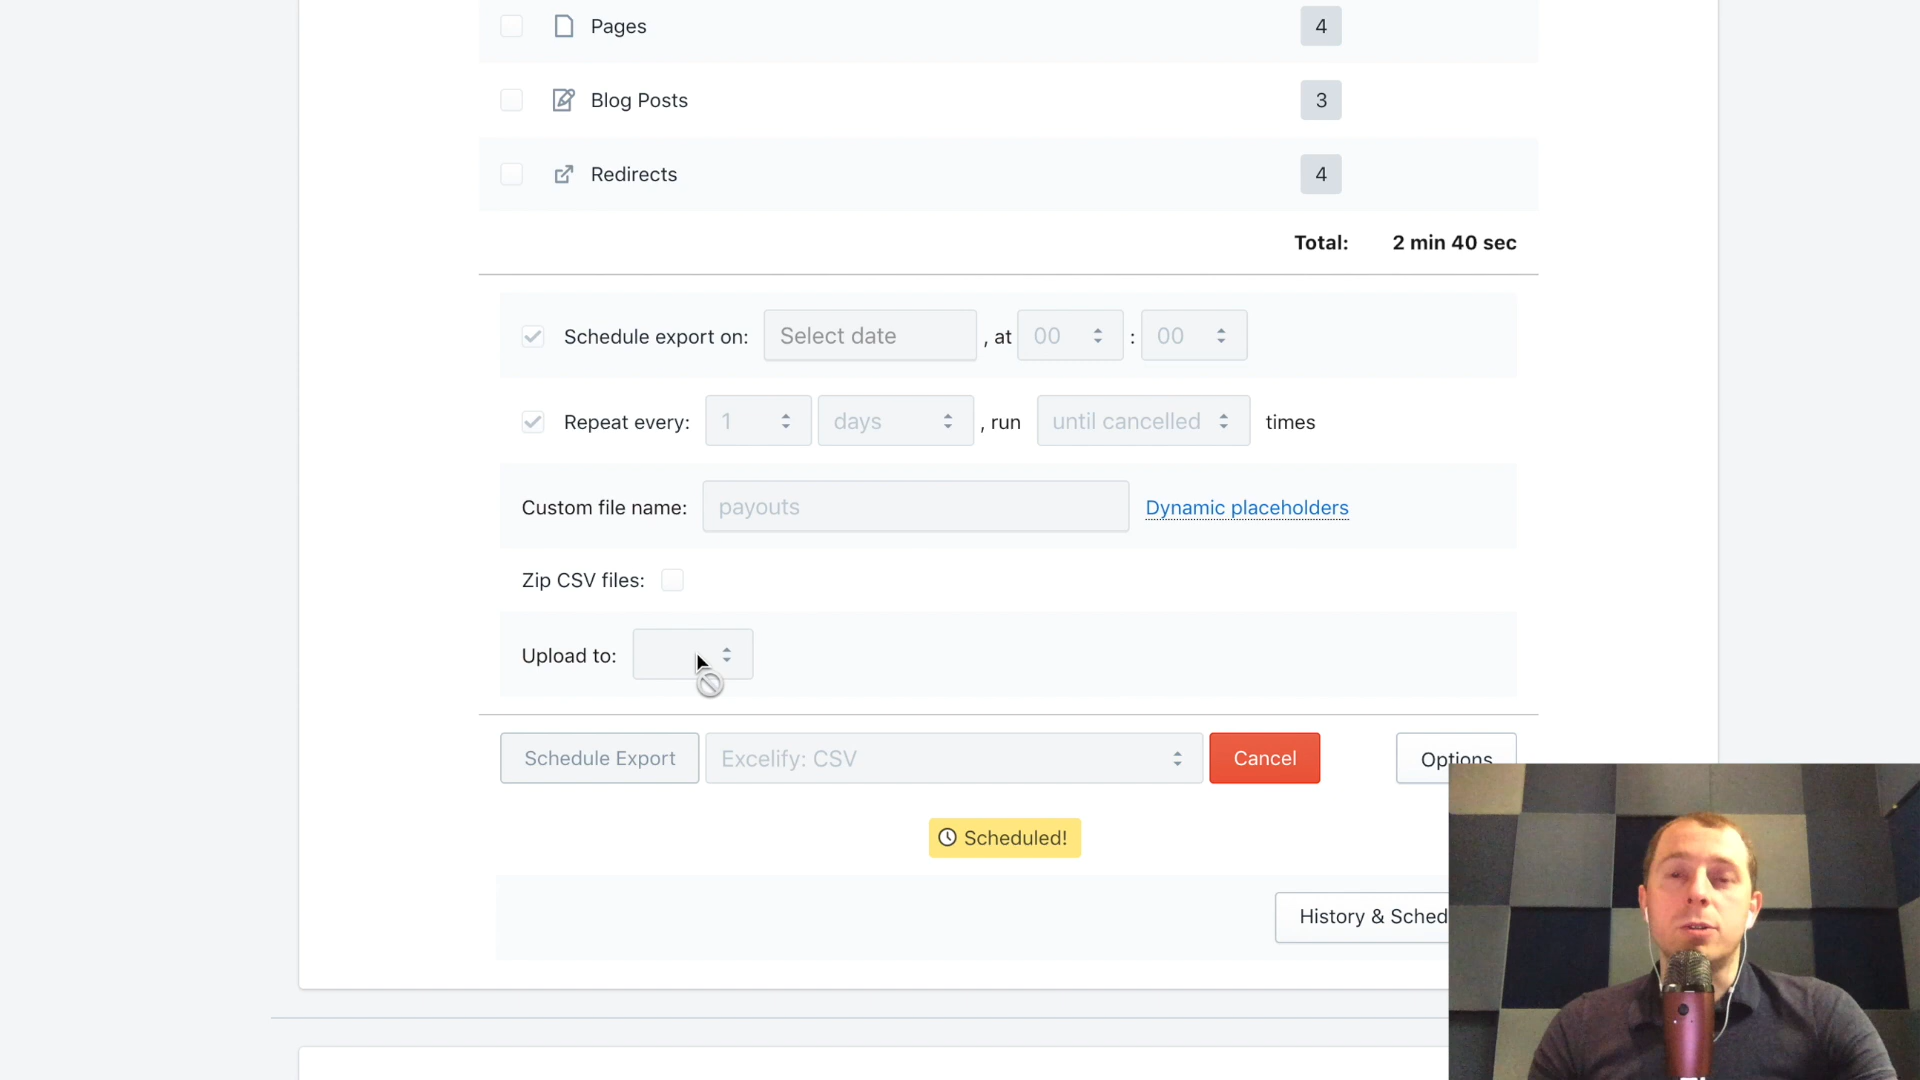 Pages 4
Blog Posts 3
Redirects 4
Total: 2 min 40 sec
Schedule export on: Select date , at 00 : 00
Repeat every: 1 days , run until cancelled times
Custom file name: payouts Dynamic placeholders
Zip CSV files:
Upload to:
Schedule Export Excelify: CSV Cancel Options
Scheduled!
History & Sched